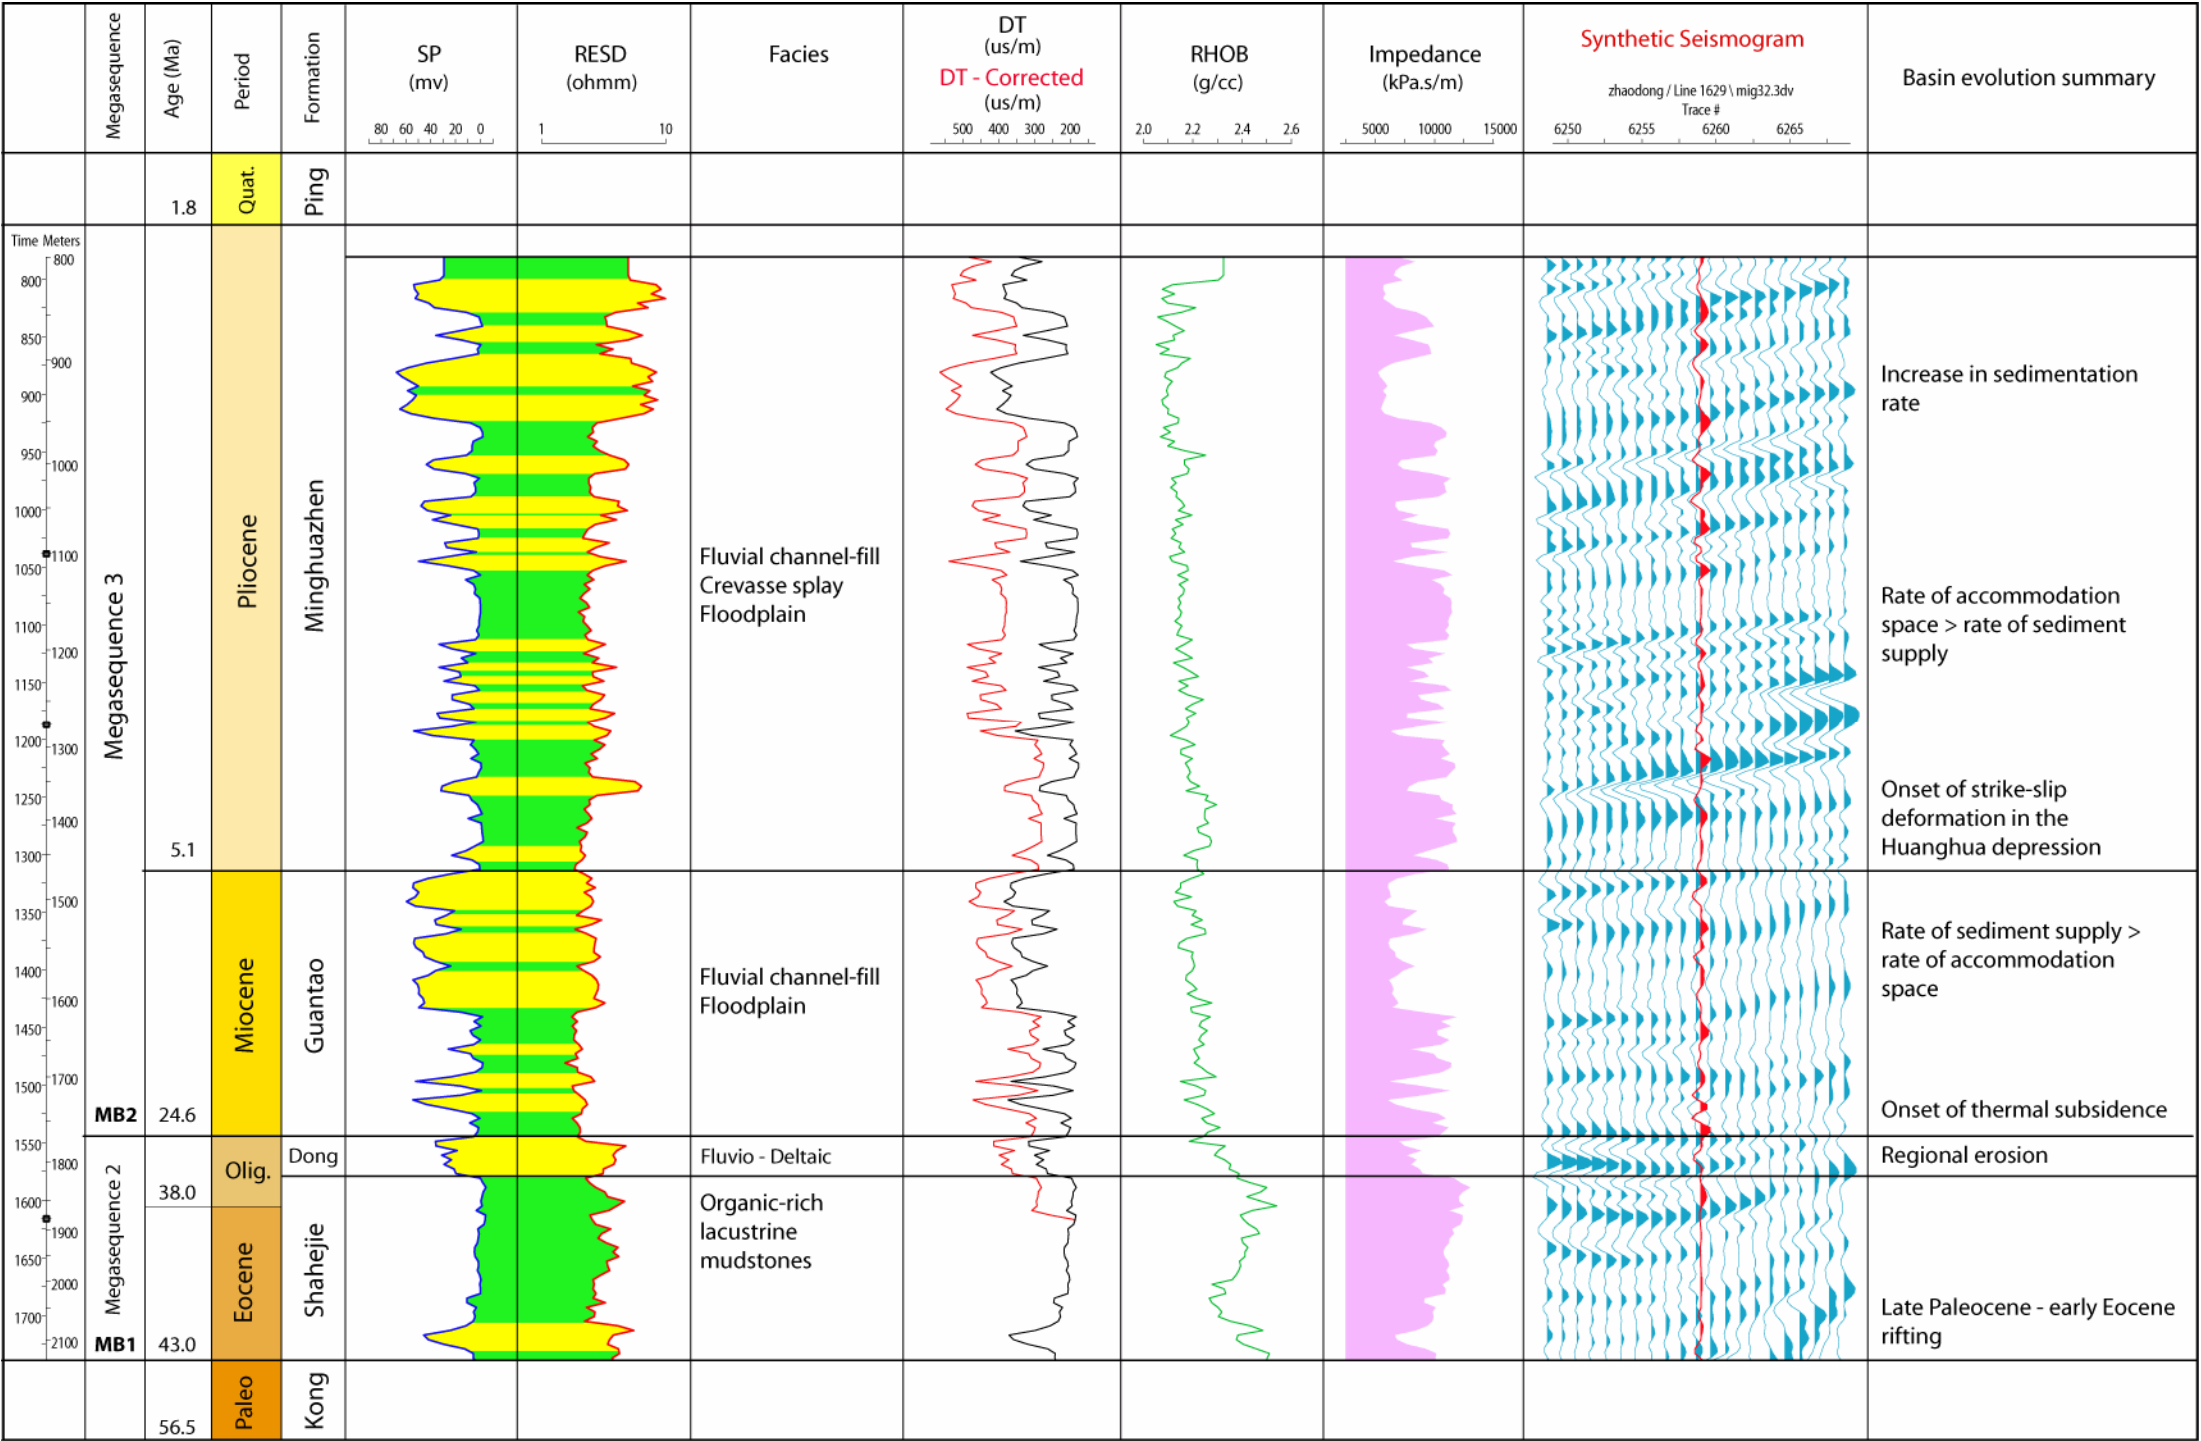 Megasequence
Age (Ma)
Period
Formation
SP
(mv)
80 60 40 20 0
RESD
(ohmm)
1 10
Facies
DT
(us/m)
DT - Corrected
(us/m)
500 400 300 200
RHOB
(g/cc)
2.0 2.2 2.4 2.6
Impedance
(kPa.s/m)
5000 10000 15000
Synthetic Seismogram
zhaodong / Line 1629 \ mig32.3dv
Trace #
6250 6255 6260 6265
Basin evolution summary
1.8
Quat.
Ping
Time Meters
800
800
850
900
900
950
1000
1000
1100
1050
1100
1200
1150
1200
1300
1250
1400
1300
1500
1350
1400
1600
1450
1700
1500
1550
1800
1600
1900
1650
2000
1700
2100
Megasequence 3
5.1
Pliocene
Minghuazhen
Fluvial channel-fill
Crevasse splay
Floodplain
Increase in sedimentation
rate
Rate of accommodation
space > rate of sediment
supply
Onset of strike-slip
deformation in the
Huanghua depression
MB2
24.6
Miocene
Guantao
Fluvial channel-fill
Floodplain
Rate of sediment supply >
rate of accommodation
space
Onset of thermal subsidence
Megasequence 2
38.0
Olig.
Dong
Fluvio - Deltaic
Regional erosion
MB1
43.0
Eocene
Shahejie
Organic-rich
lacustrine
mudstones
Late Paleocene - early Eocene
rifting
56.5
Paleo
Kong